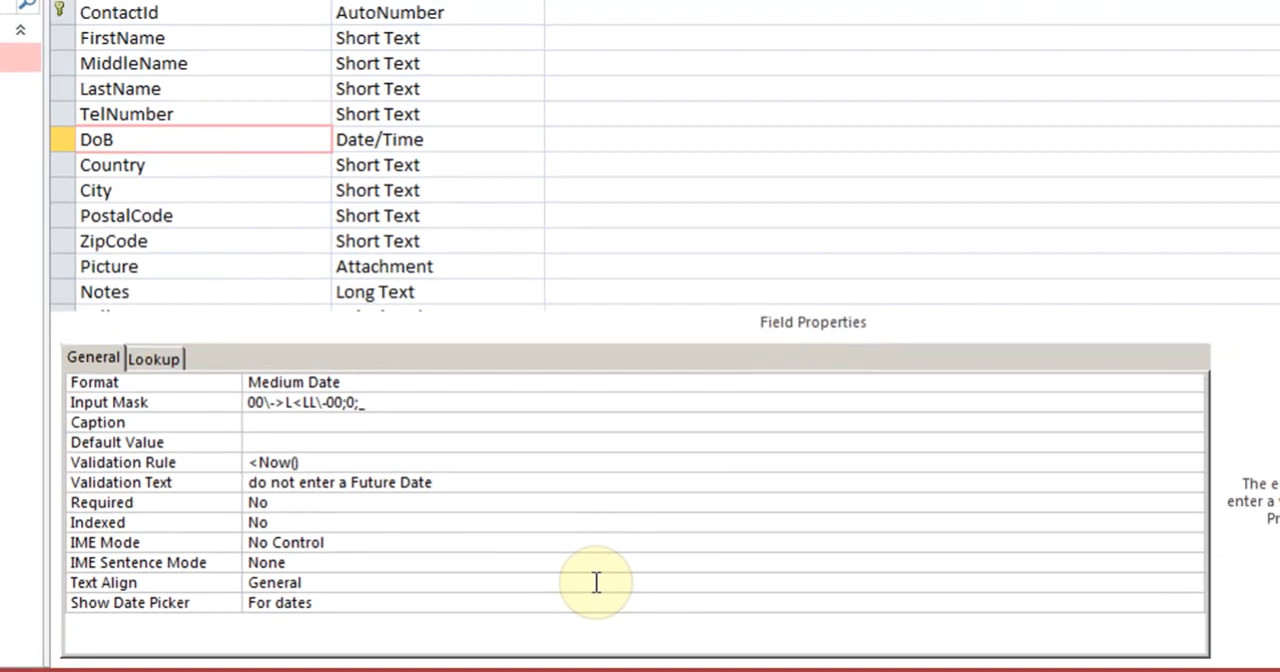 ContactId AutoNumber
FirstName Short Text
MiddleName Short Text
LastName Short Text
TelNumber Short Text
DoB Date/Time
Country Short Text
City Short Text
PostalCode Short Text
ZipCode Short Text
Picture Attachment
Notes Long Text
Field Properties
General Lookup
Format Medium Date
Input Mask 00\->L<LL\-00;0;_
Caption
Default Value
Validation Rule <Now()
Validation Text do not enter a Future Date
Required No
Indexed No
IME Mode No Control
IME Sentence Mode None
Text Align General
Show Date Picker For dates
The e
enter a
Pr